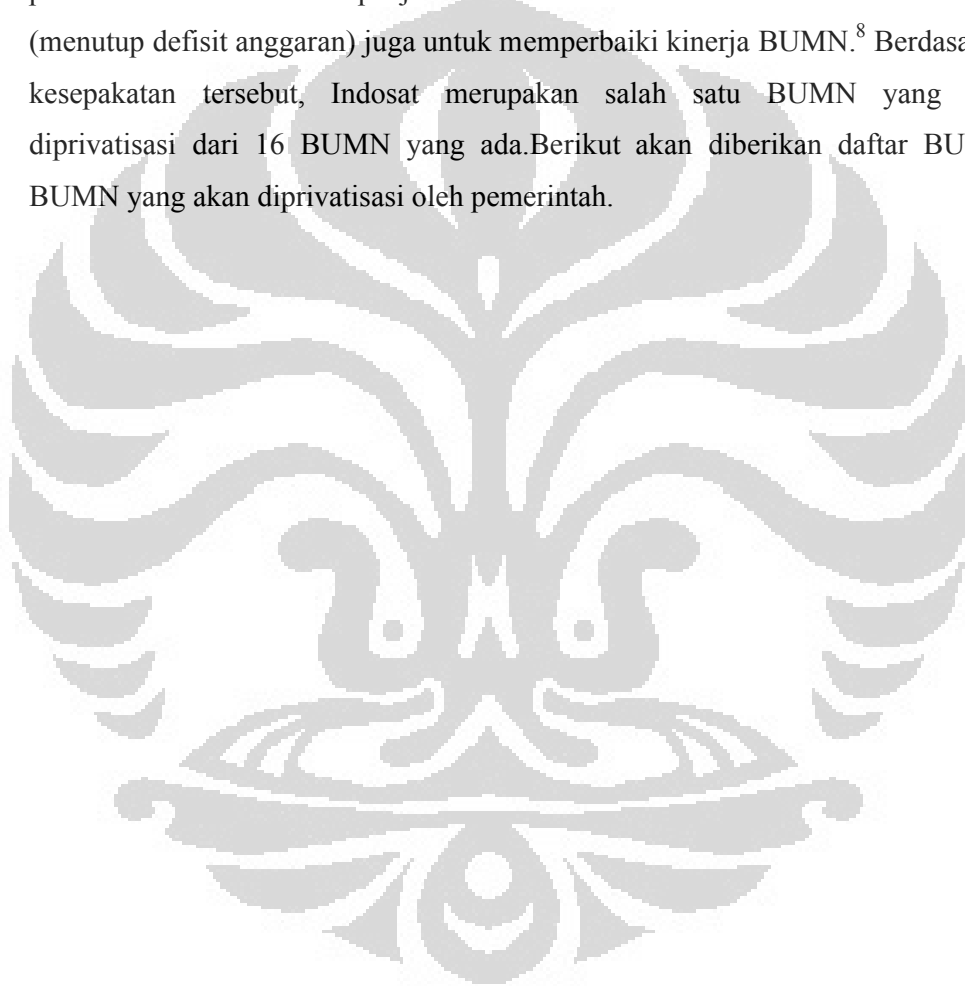 (menutup defisit anggaran) juga untuk memperbaiki kinerja BUMN.8 Berdasa
kesepakatan tersebut, Indosat merupakan salah satu BUMN yang
diprivatisasi dari 16 BUMN yang ada.Berikut akan diberikan daftar BU
BUMN yang akan diprivatisasi oleh pemerintah.